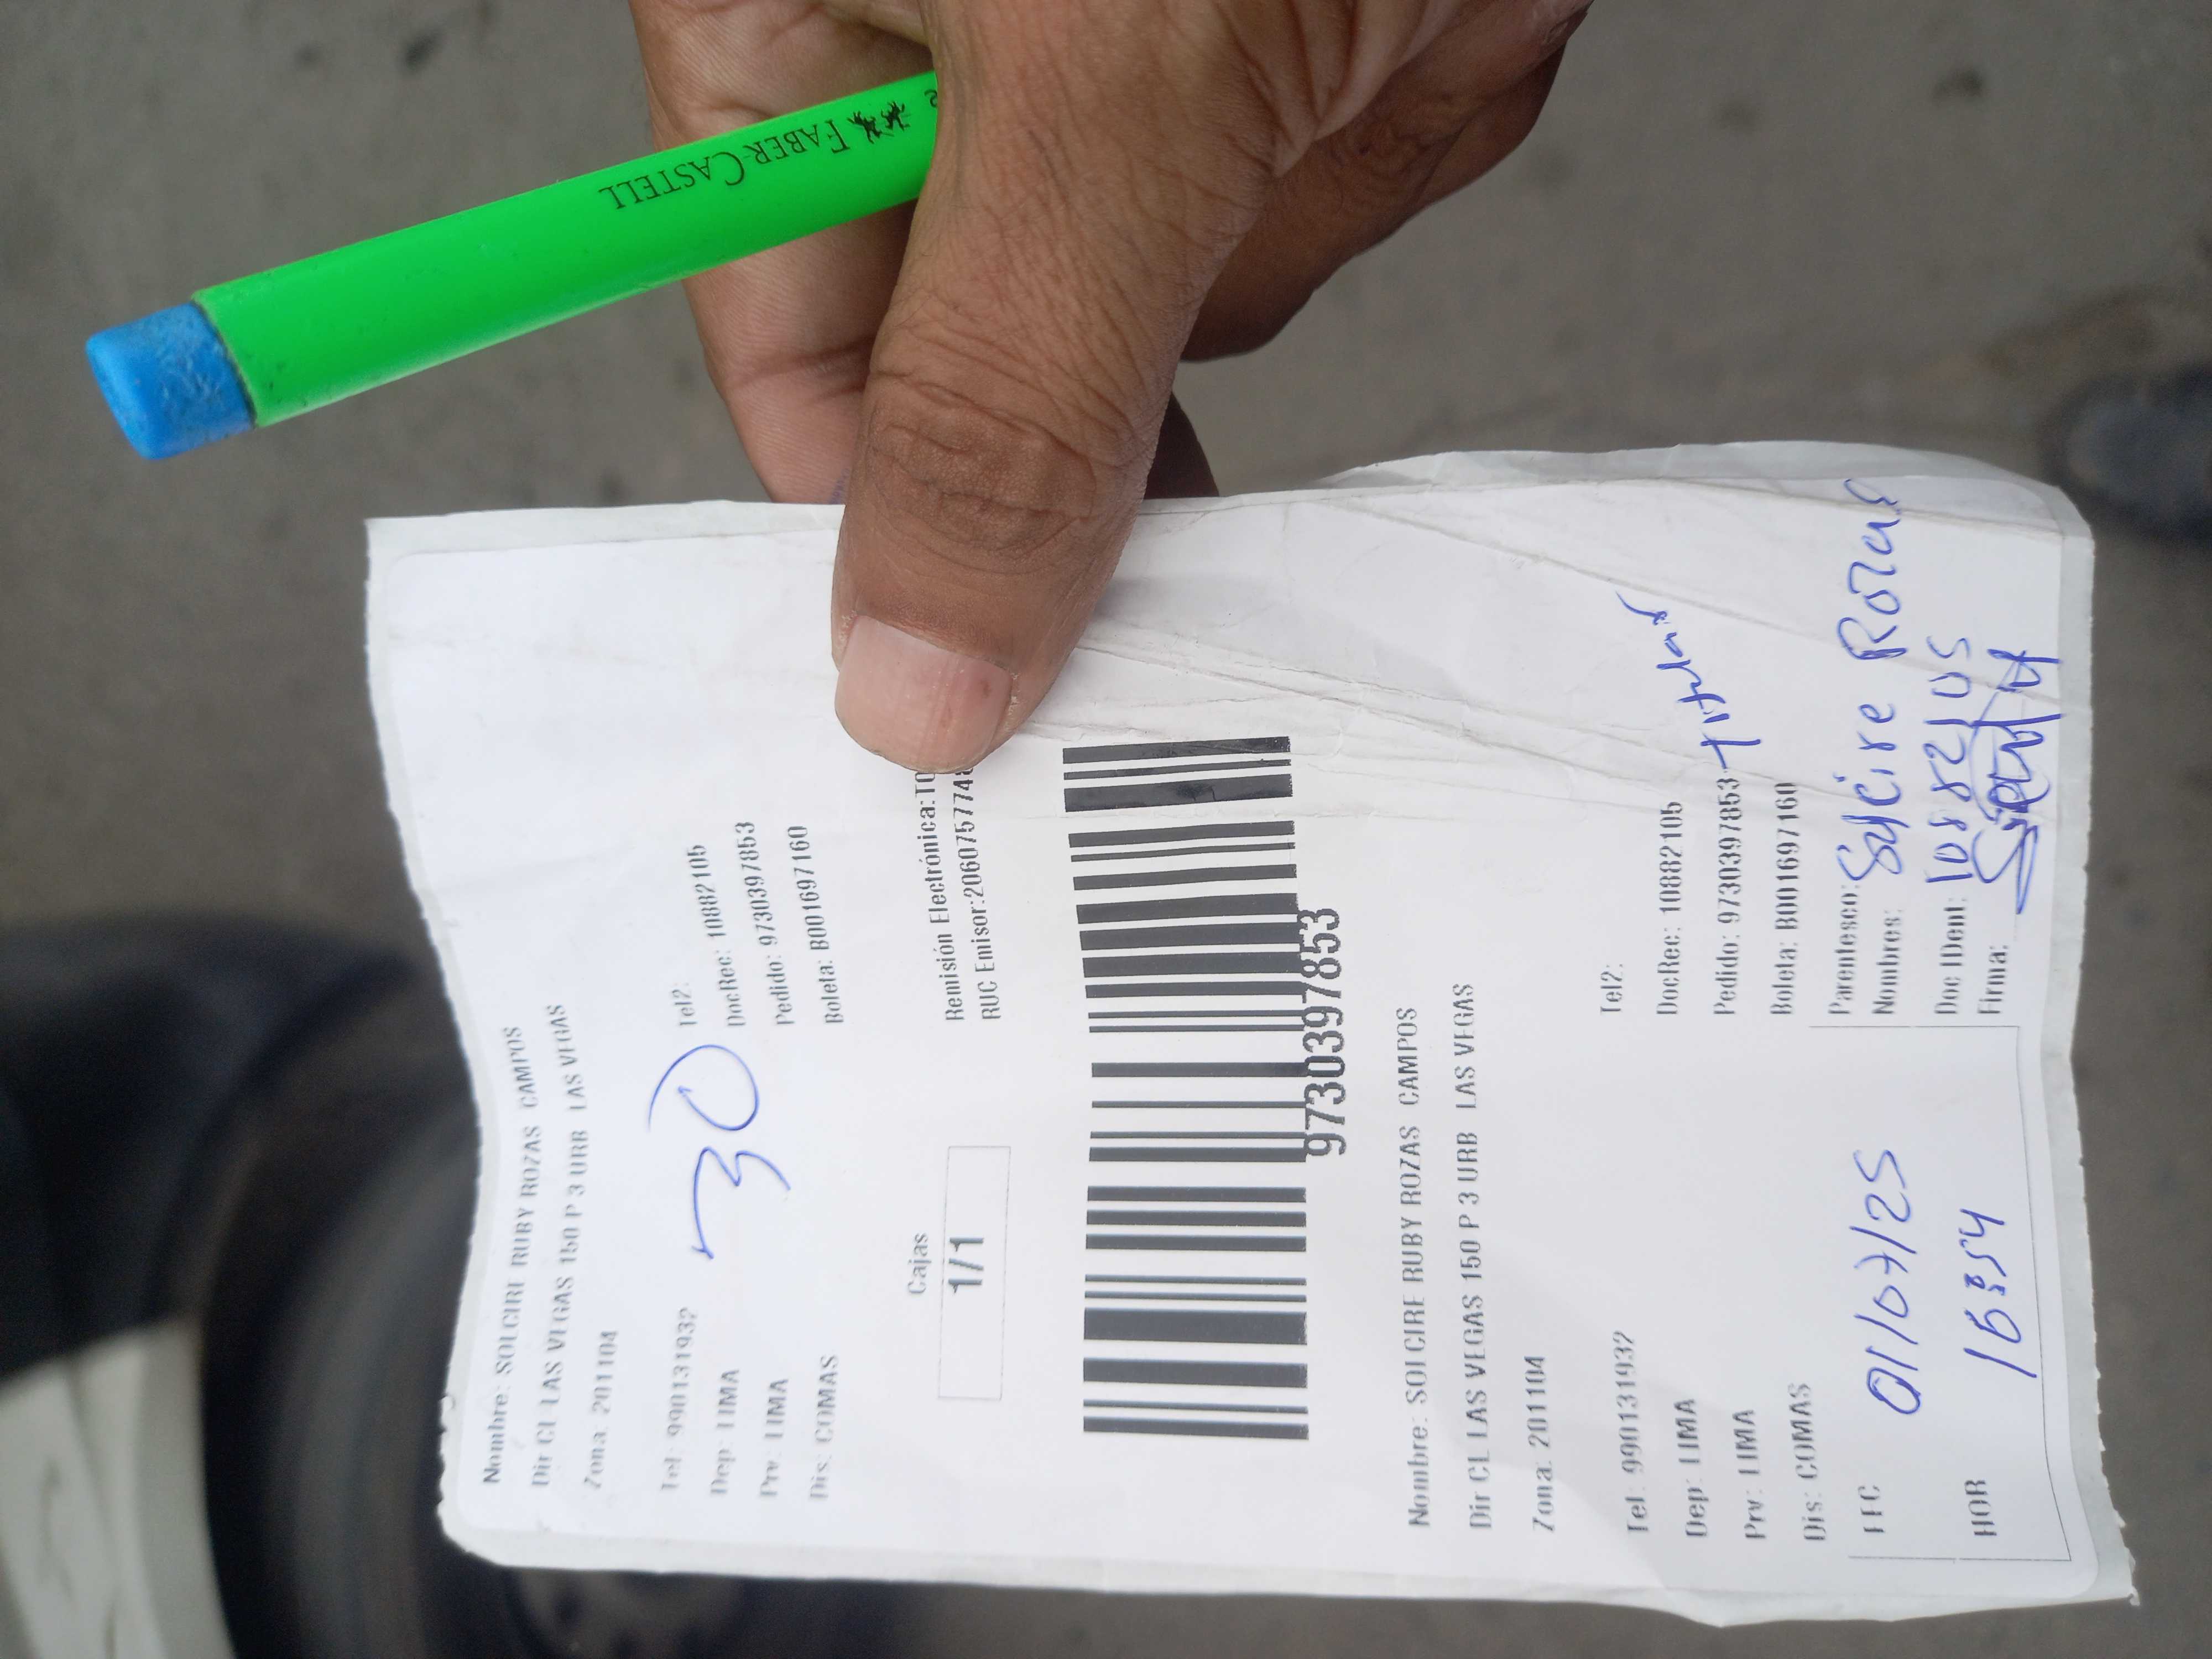 FABER-CASTELL
Nombre: SOLCIRE RUBY ROZAS CAMPOS
Dir CL LAS VEGAS 150 P 3 URB LAS VEGAS
Zona: 201104
Tel: 990131932 Tel2:
Dep: LIMA DocRec: 10882105
Prv: LIMA Pedido: 9730397853
Dis: COMAS Boleta: B001697160
30
Cajas
1/1
Remisión Electrónica:T0
RUC Emisor:2060757748
9730397853
Nombre: SOLCIRE RUBY ROZAS CAMPOS
Dir CL LAS VEGAS 150 P 3 URB LAS VEGAS
Zona: 201104
Tel: 990131932 Tel2:
Dep: LIMA DocRec: 10882105
Prv: LIMA Pedido: 9730397853 Titular
Dis: COMAS Boleta: B001697160
FEC 01/07/25
HOR
Parentesco:
Nombres: Solcire Rozas
Doc IDent: 10882105
Firma: